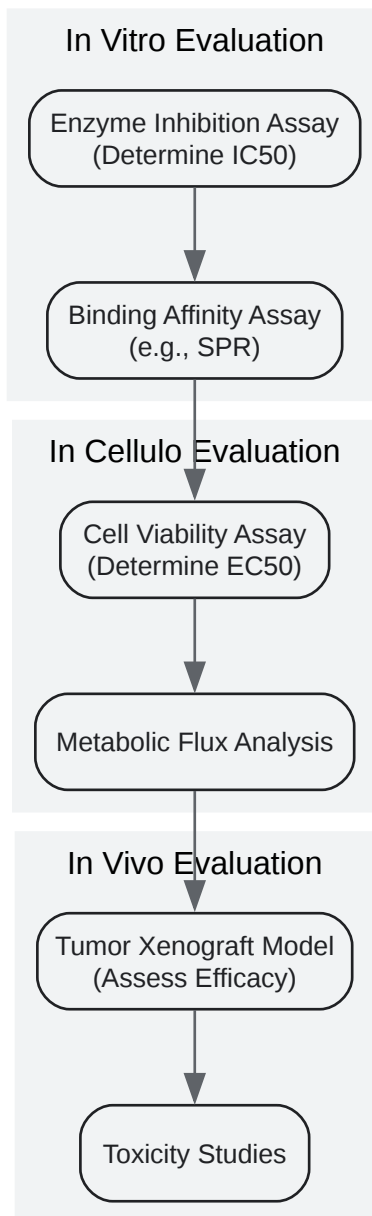 In Vitro Evaluation
Enzyme Inhibition Assay
(Determine IC50)
Binding Affinity Assay
(e.g., SPR)
In Cellulo Evaluation
Cell Viability Assay
(Determine EC50)
Metabolic Flux Analysis
In Vivo Evaluation
Tumor Xenograft Model
(Assess Efficacy)
Toxicity Studies